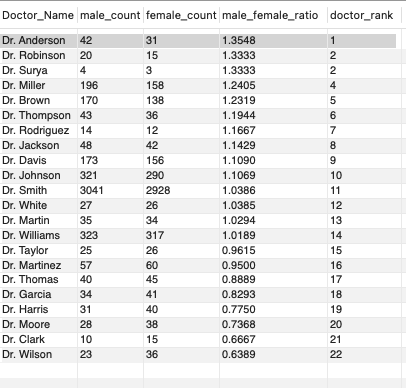 Doctor_Name male_count female_count male_female_ratio doctor_rank
Dr. Anderson 42 31 1.3548 1
Dr. Robinson 20 15 1.3333 2
Dr. Surya 4 3 1.3333 2
Dr. Miller 196 158 1.2405 4
Dr. Brown 170 138 1.2319 5
Dr. Thompson 43 36 1.1944 6
Dr. Rodriguez 14 12 1.1667 7
Dr. Jackson 48 42 1.1429 8
Dr. Davis 173 156 1.1090 9
Dr. Johnson 321 290 1.1069 10
Dr. Smith 3041 2928 1.0386 11
Dr. White 27 26 1.0385 12
Dr. Martin 35 34 1.0294 13
Dr. Williams 323 317 1.0189 14
Dr. Taylor 25 26 0.9615 15
Dr. Martinez 57 60 0.9500 16
Dr. Thomas 40 45 0.8889 17
Dr. Garcia 34 41 0.8293 18
Dr. Harris 31 40 0.7750 19
Dr. Moore 28 38 0.7368 20
Dr. Clark 10 15 0.6667 21
Dr. Wilson 23 36 0.6389 22